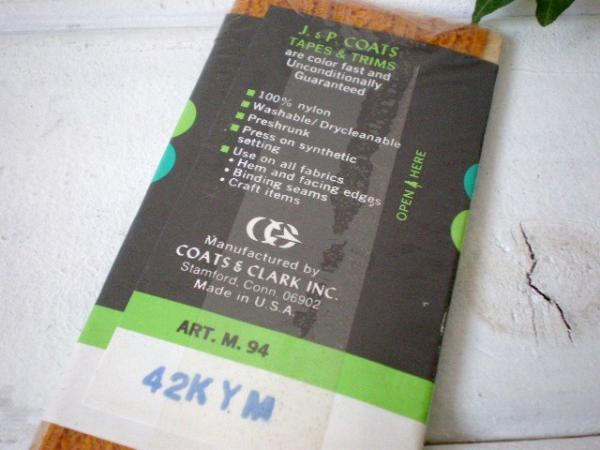 J. & P. COATS
TAPES & TRIMS
are color fast and
Unconditionally
Guaranteed
■ 100% nylon
■ Washable/Drycleanable
■ Preshrunk
■ Press on synthetic
setting
■ Use on all fabrics
• Hem and facing edges
• Binding seams
• Craft items
OPEN HERE
Manufactured by
COATS & CLARK INC.
Stamford, Conn. 06902
Made in U.S.A.
ART. M. 94
42KYM